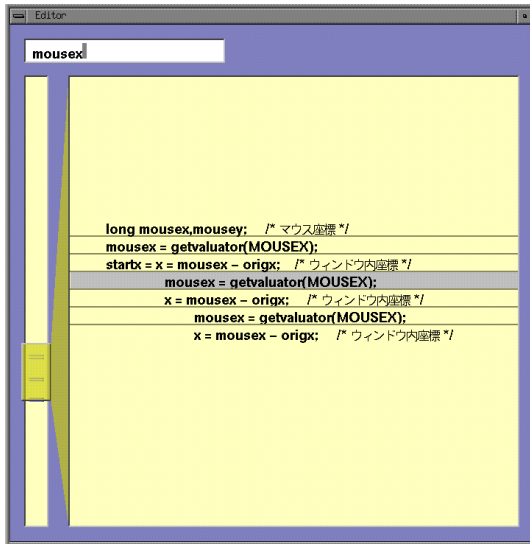 Editor
mousex
long mousex,mousey; /* マウス座標 */
mousex = getvaluator(MOUSEX);
startx = x = mousex − origx; /* ウィンドウ内座標 */
mousex = getvaluator(MOUSEX);
x = mousex − origx; /* ウィンドウ内座標 */
mousex = getvaluator(MOUSEX);
x = mousex − origx; /* ウィンドウ内座標 */